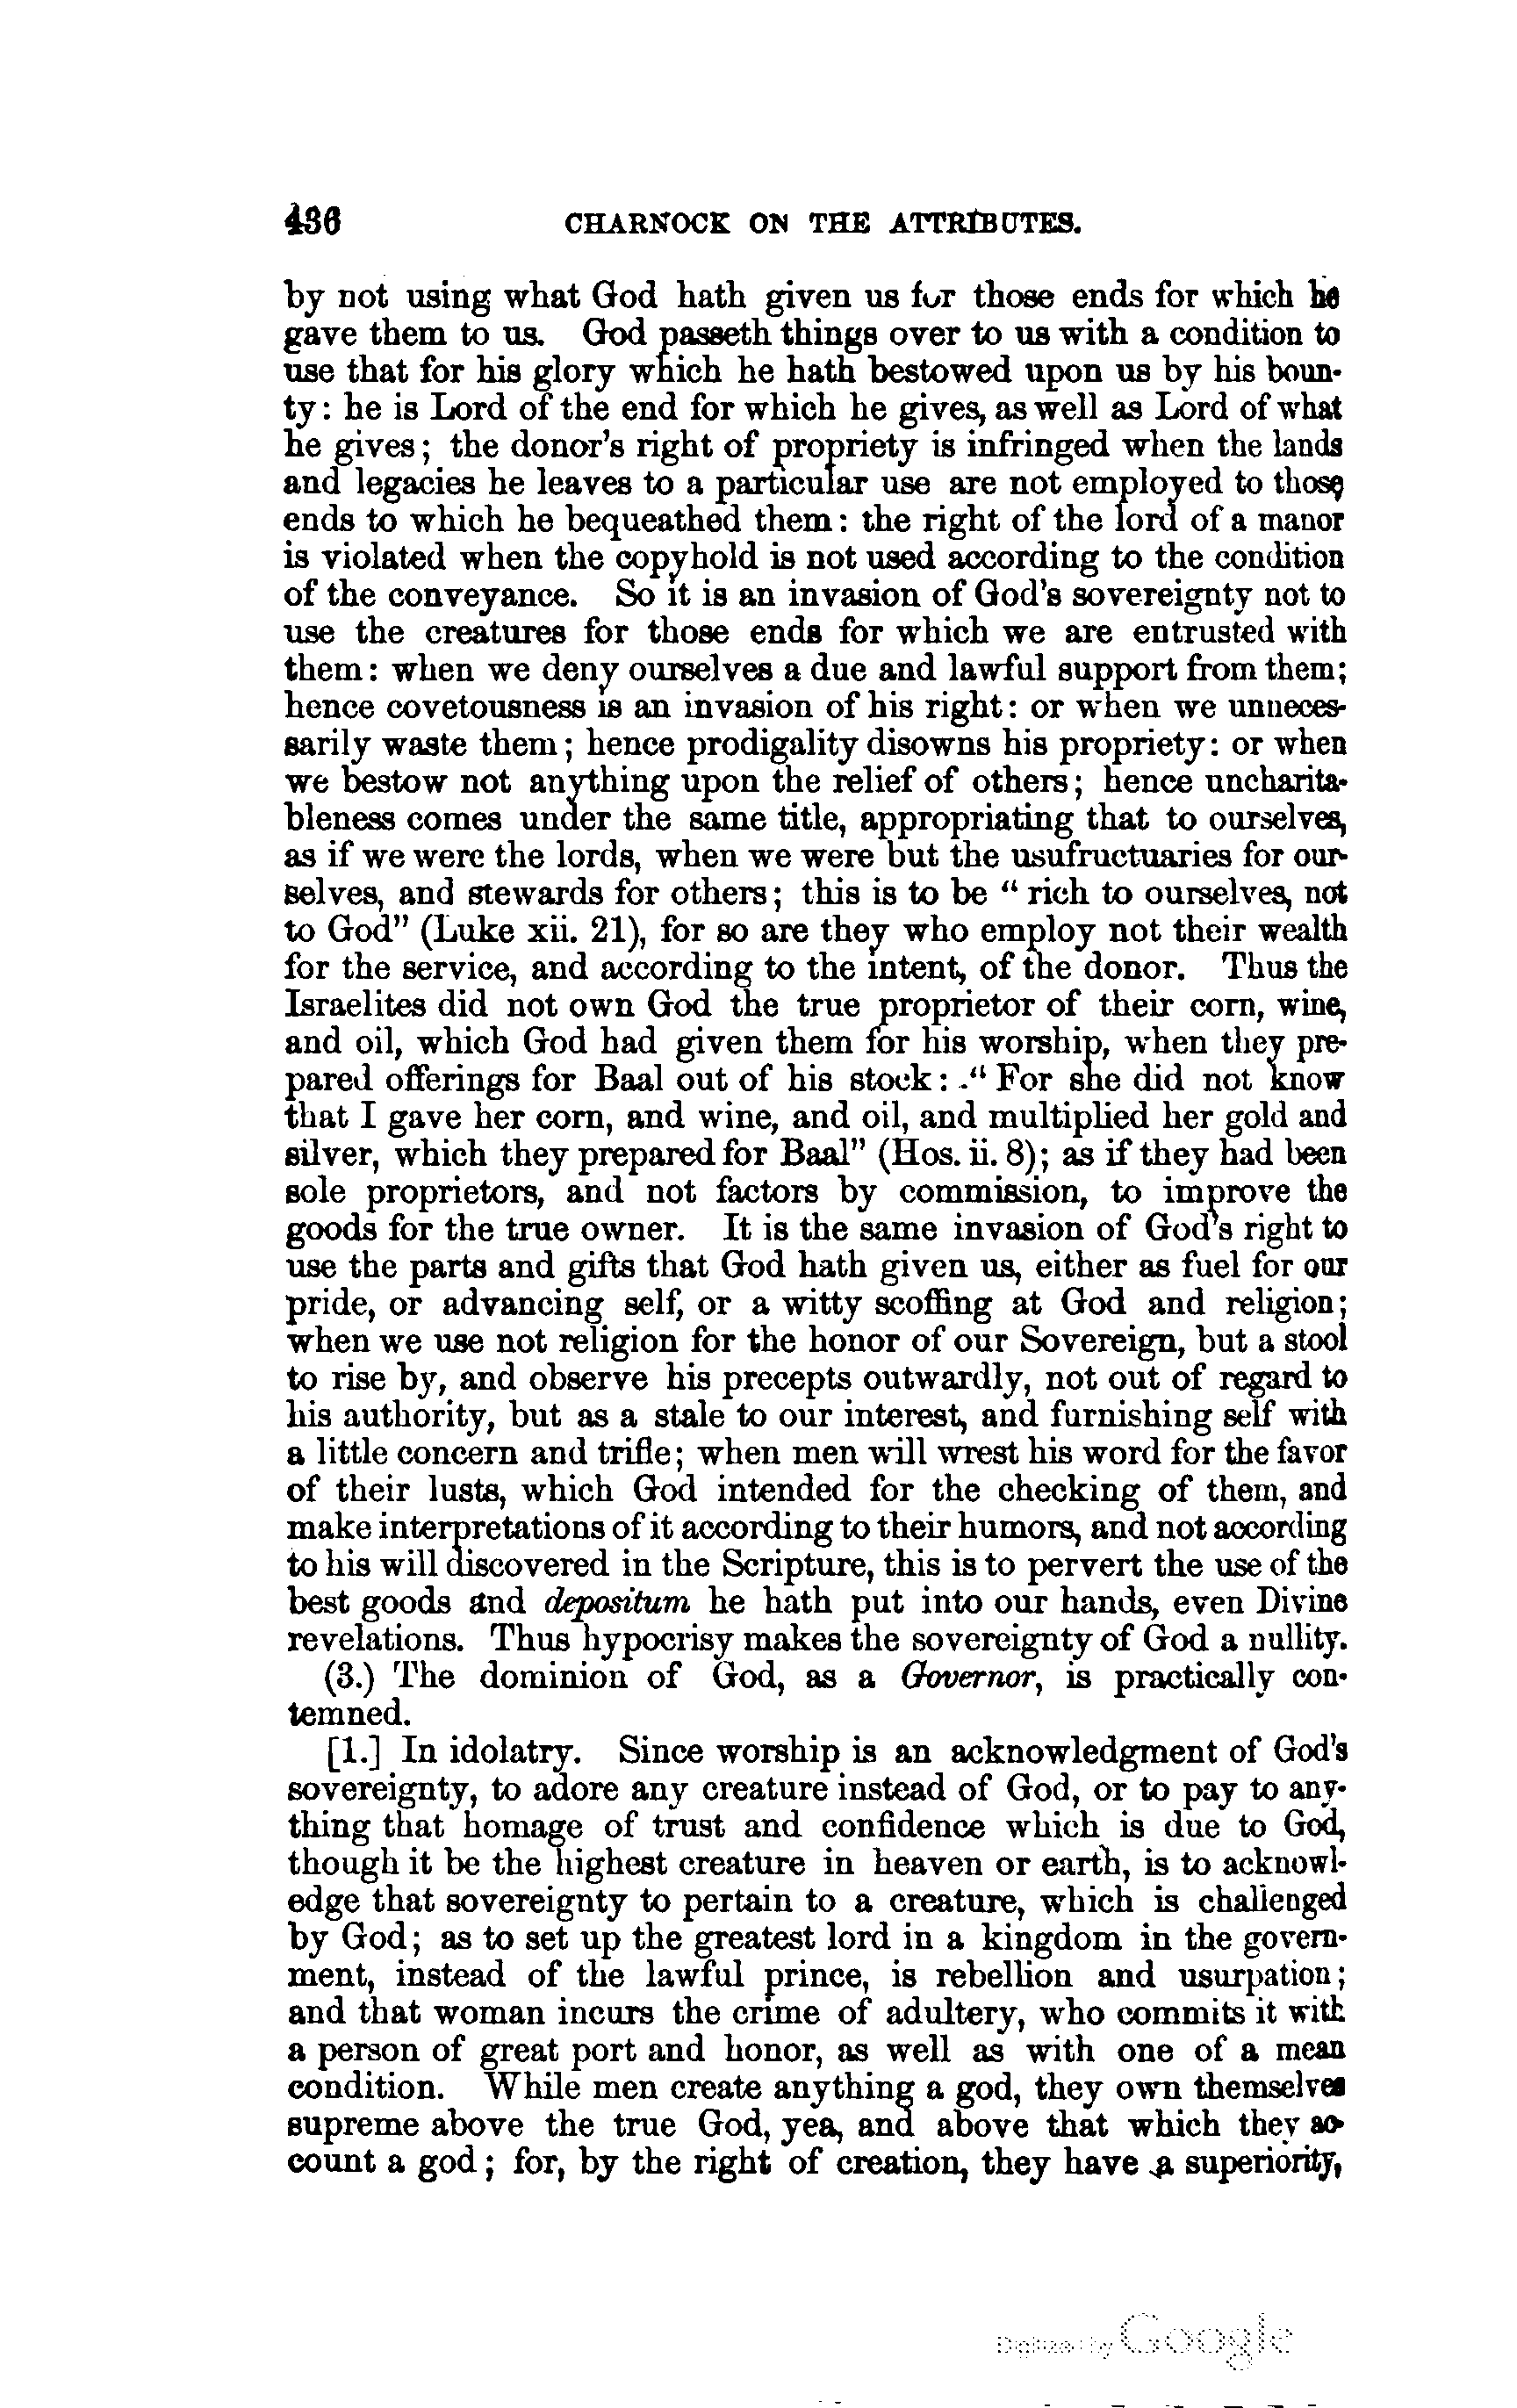 436 CHARNOCK ON THE ATTRIBUTES.
by not using what God hath given us for those ends for which he
gave them to us. God passeth things over to us with a condition to
use that for his glory which he hath bestowed upon us by his boun-
ty: he is Lord of the end for which he gives, as well as Lord of what
he gives; the donor's right of propriety is infringed when the lands
and legacies he leaves to a particular use are not employed to those
ends to which he bequeathed them: the right of the lord of a manor
is violated when the copyhold is not used according to the condition
of the conveyance. So it is an invasion of God's sovereignty not to
use the creatures for those ends for which we are entrusted with
them: when we deny ourselves a due and lawful support from them;
hence covetousness is an invasion of his right: or when we unneces-
sarily waste them; hence prodigality disowns his propriety: or when
we bestow not anything upon the relief of others; hence uncharita-
bleness comes under the same title, appropriating that to ourselves,
as if we were the lords, when we were but the usufructuaries for our-
selves, and stewards for others; this is to be "rich to ourselves, not
to God" (Luke xii. 21), for so are they who employ not their wealth
for the service, and according to the intent, of the donor. Thus the
Israelites did not own God the true proprietor of their corn, wine,
and oil, which God had given them for his worship, when they pre-
pared offerings for Baal out of his stock: "For she did not know
that I gave her corn, and wine, and oil, and multiplied her gold and
silver, which they prepared for Baal" (Hos. ii. 8); as if they had been
sole proprietors, and not factors by commission, to improve the
goods for the true owner. It is the same invasion of God's right to
use the parts and gifts that God hath given us, either as fuel for our
pride, or advancing self, or a witty scoffing at God and religion;
when we use not religion for the honor of our Sovereign, but a stool
to rise by, and observe his precepts outwardly, not out of regard to
his authority, but as a stale to our interest, and furnishing self with
a little concern and trifle; when men will wrest his word for the favor
of their lusts, which God intended for the checking of them, and
make interpretations of it according to their humors, and not according
to his will discovered in the Scripture, this is to pervert the use of the
best goods and depositum he hath put into our hands, even Divine
revelations. Thus hypocrisy makes the sovereignty of God a nullity.
(3.) The dominion of God, as a Governor, is practically con-
temned.
[1.] In idolatry. Since worship is an acknowledgment of God's
sovereignty, to adore any creature instead of God, or to pay to any-
thing that homage of trust and confidence which is due to God,
though it be the highest creature in heaven or earth, is to acknowl-
edge that sovereignty to pertain to a creature, which is challenged
by God; as to set up the greatest lord in a kingdom in the govern-
ment, instead of the lawful prince, is rebellion and usurpation;
and that woman incurs the crime of adultery, who commits it with
a person of great port and honor, as well as with one of a mean
condition. While men create anything a god, they own themselves
supreme above the true God, yea, and above that which they ac-
count a god; for, by the right of creation, they have a superiority,
Digitized by Google